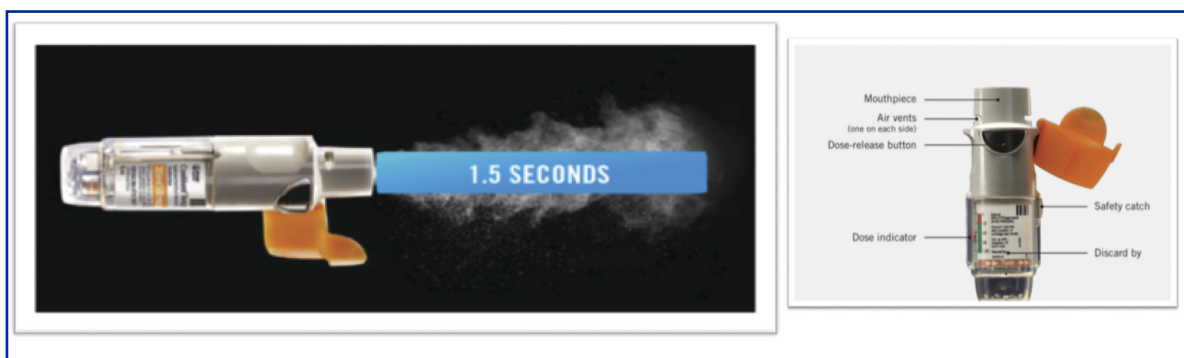 1.5 SECONDS
Mouthpiece
Air vents
(one on each side)
Dose-release button
Safety catch
Dose indicator
Discard by